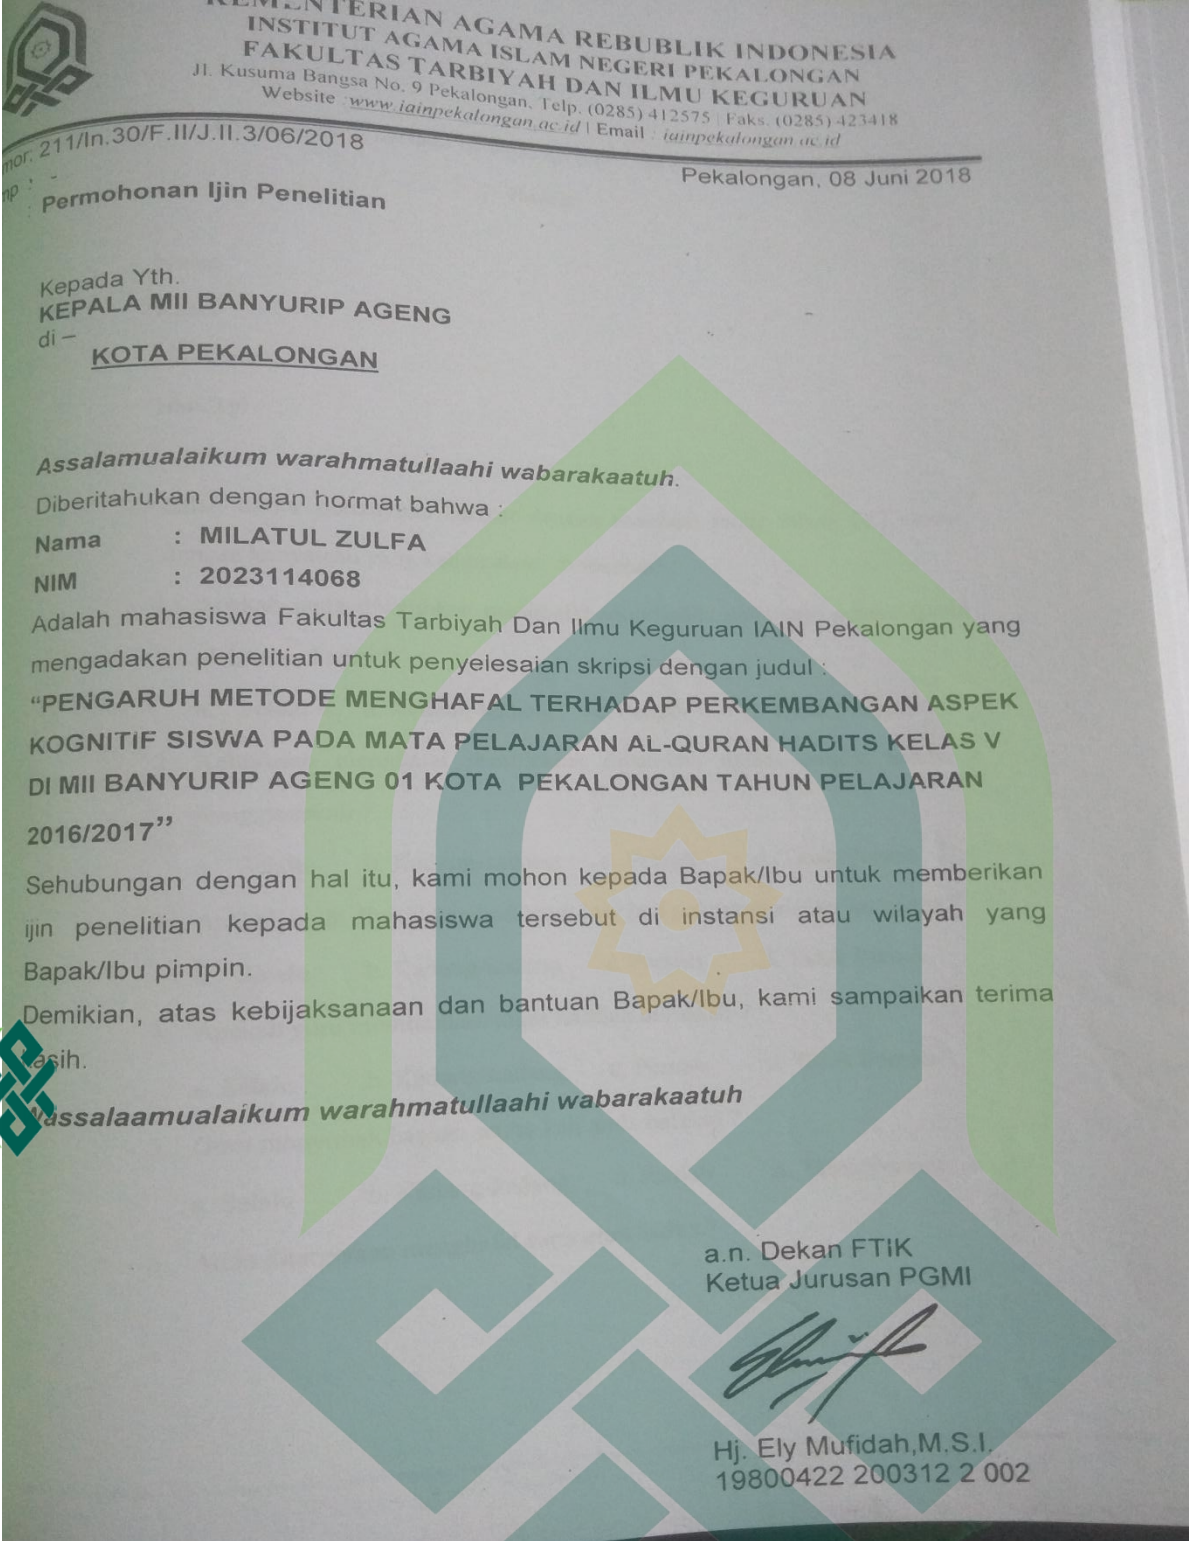 KEMENTERIAN AGAMA REBUBLIK INDONESIA
INSTITUT AGAMA ISLAM NEGERI PEKALONGAN
FAKULTAS TARBIYAH DAN ILMU KEGURUAN
Jl. Kusuma Bangsa No. 9 Pekalongan. Telp. (0285) 412575 | Faks. (0285) 423418
Website : www.iainpekalongan.ac.id | Email : iainpekalongan.ac.id
mor: 211/In.30/F.II/J.II.3/06/2018
Pekalongan, 08 Juni 2018
mp : -
: Permohonan Ijin Penelitian
Kepada Yth.
KEPALA MII BANYURIP AGENG
di –
KOTA PEKALONGAN
Assalamualaikum warahmatullaahi wabarakaatuh.
Diberitahukan dengan hormat bahwa :
Nama : MILATUL ZULFA
NIM : 2023114068
Adalah mahasiswa Fakultas Tarbiyah Dan Ilmu Keguruan IAIN Pekalongan yang
mengadakan penelitian untuk penyelesaian skripsi dengan judul :
“PENGARUH METODE MENGHAFAL TERHADAP PERKEMBANGAN ASPEK
KOGNITIF SISWA PADA MATA PELAJARAN AL-QURAN HADITS KELAS V
DI MII BANYURIP AGENG 01 KOTA PEKALONGAN TAHUN PELAJARAN
2016/2017”
Sehubungan dengan hal itu, kami mohon kepada Bapak/Ibu untuk memberikan
ijin penelitian kepada mahasiswa tersebut di instansi atau wilayah yang
Bapak/Ibu pimpin.
Demikian, atas kebijaksanaan dan bantuan Bapak/Ibu, kami sampaikan terima
kasih.
Wassalaamualaikum warahmatullaahi wabarakaatuh
a.n. Dekan FTIK
Ketua Jurusan PGMI
Hj. Ely Mufidah,M.S.I.
19800422 200312 2 002